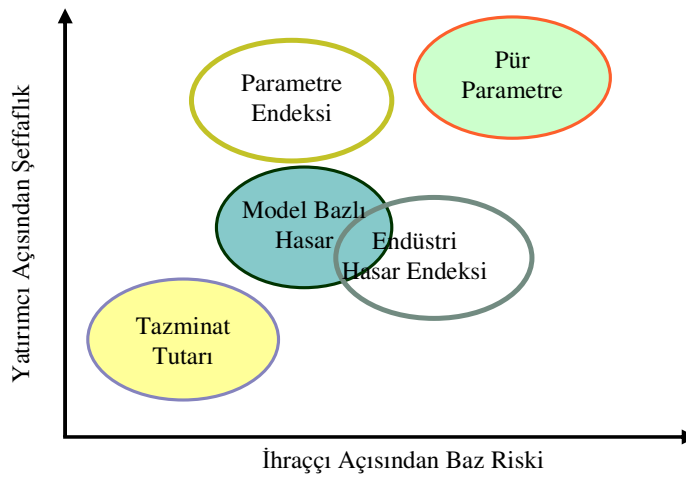 Yatırımcı Açısından Şeffaflık
Parametre
Endeksi
Pür
Parametre
Model Bazlı
Hasar
Endüstri
Hasar Endeksi
Tazminat
Tutarı
İhraççı Açısından Baz Riski